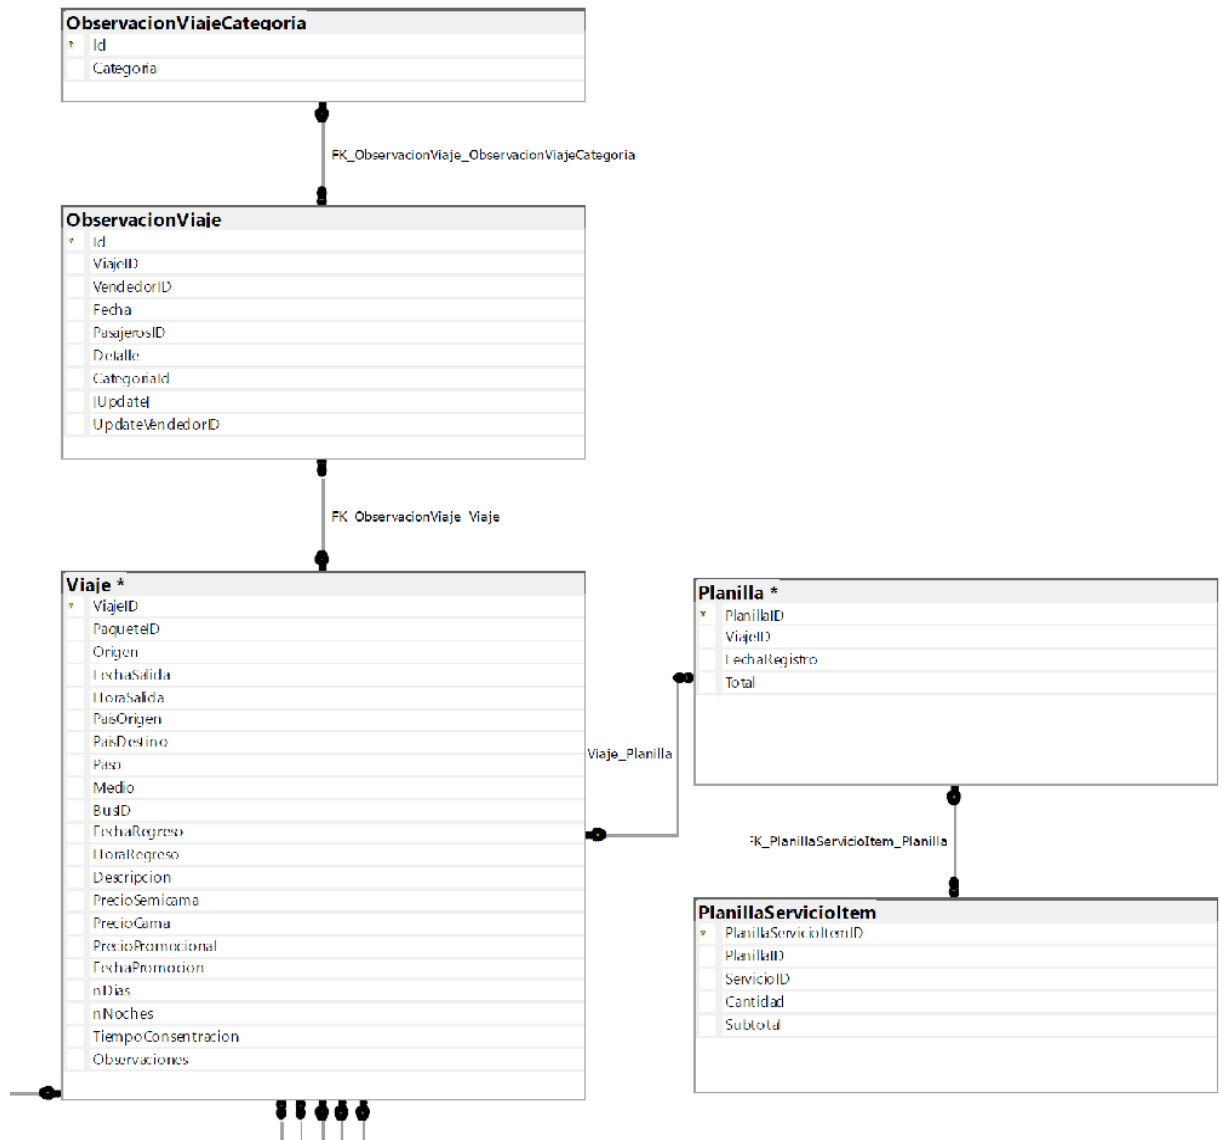 ObservacionViajeCategoria
Id
Categoria
FK_ObservacionViaje_ObservacionViajeCategoria
ObservacionViaje
Id
ViajeID
VendedorID
Fecha
PasajerosID
Detalle
CategoriaId
[Update]
UpdateVendedorID
FK_ObservacionViaje_Viaje
Viaje *
ViajeID
PaqueteID
Origen
FechaSalida
HoraSalida
PaisOrigen
PaisDestino
Paso
Medio
BusID
FechaRegreso
HoraRegreso
Descripcion
PrecioSemicama
PrecioCama
PrecioPromocional
FechaPromocion
nDias
nNoches
TiempoConsentracion
Observaciones
Viaje_Planilla
Planilla *
PlanillaID
ViajeID
FechaRegistro
Total
FK_PlanillaServicioItem_Planilla
PlanillaServicioItem
PlanillaServicioItemID
PlanillaID
ServicioID
Cantidad
Subtotal